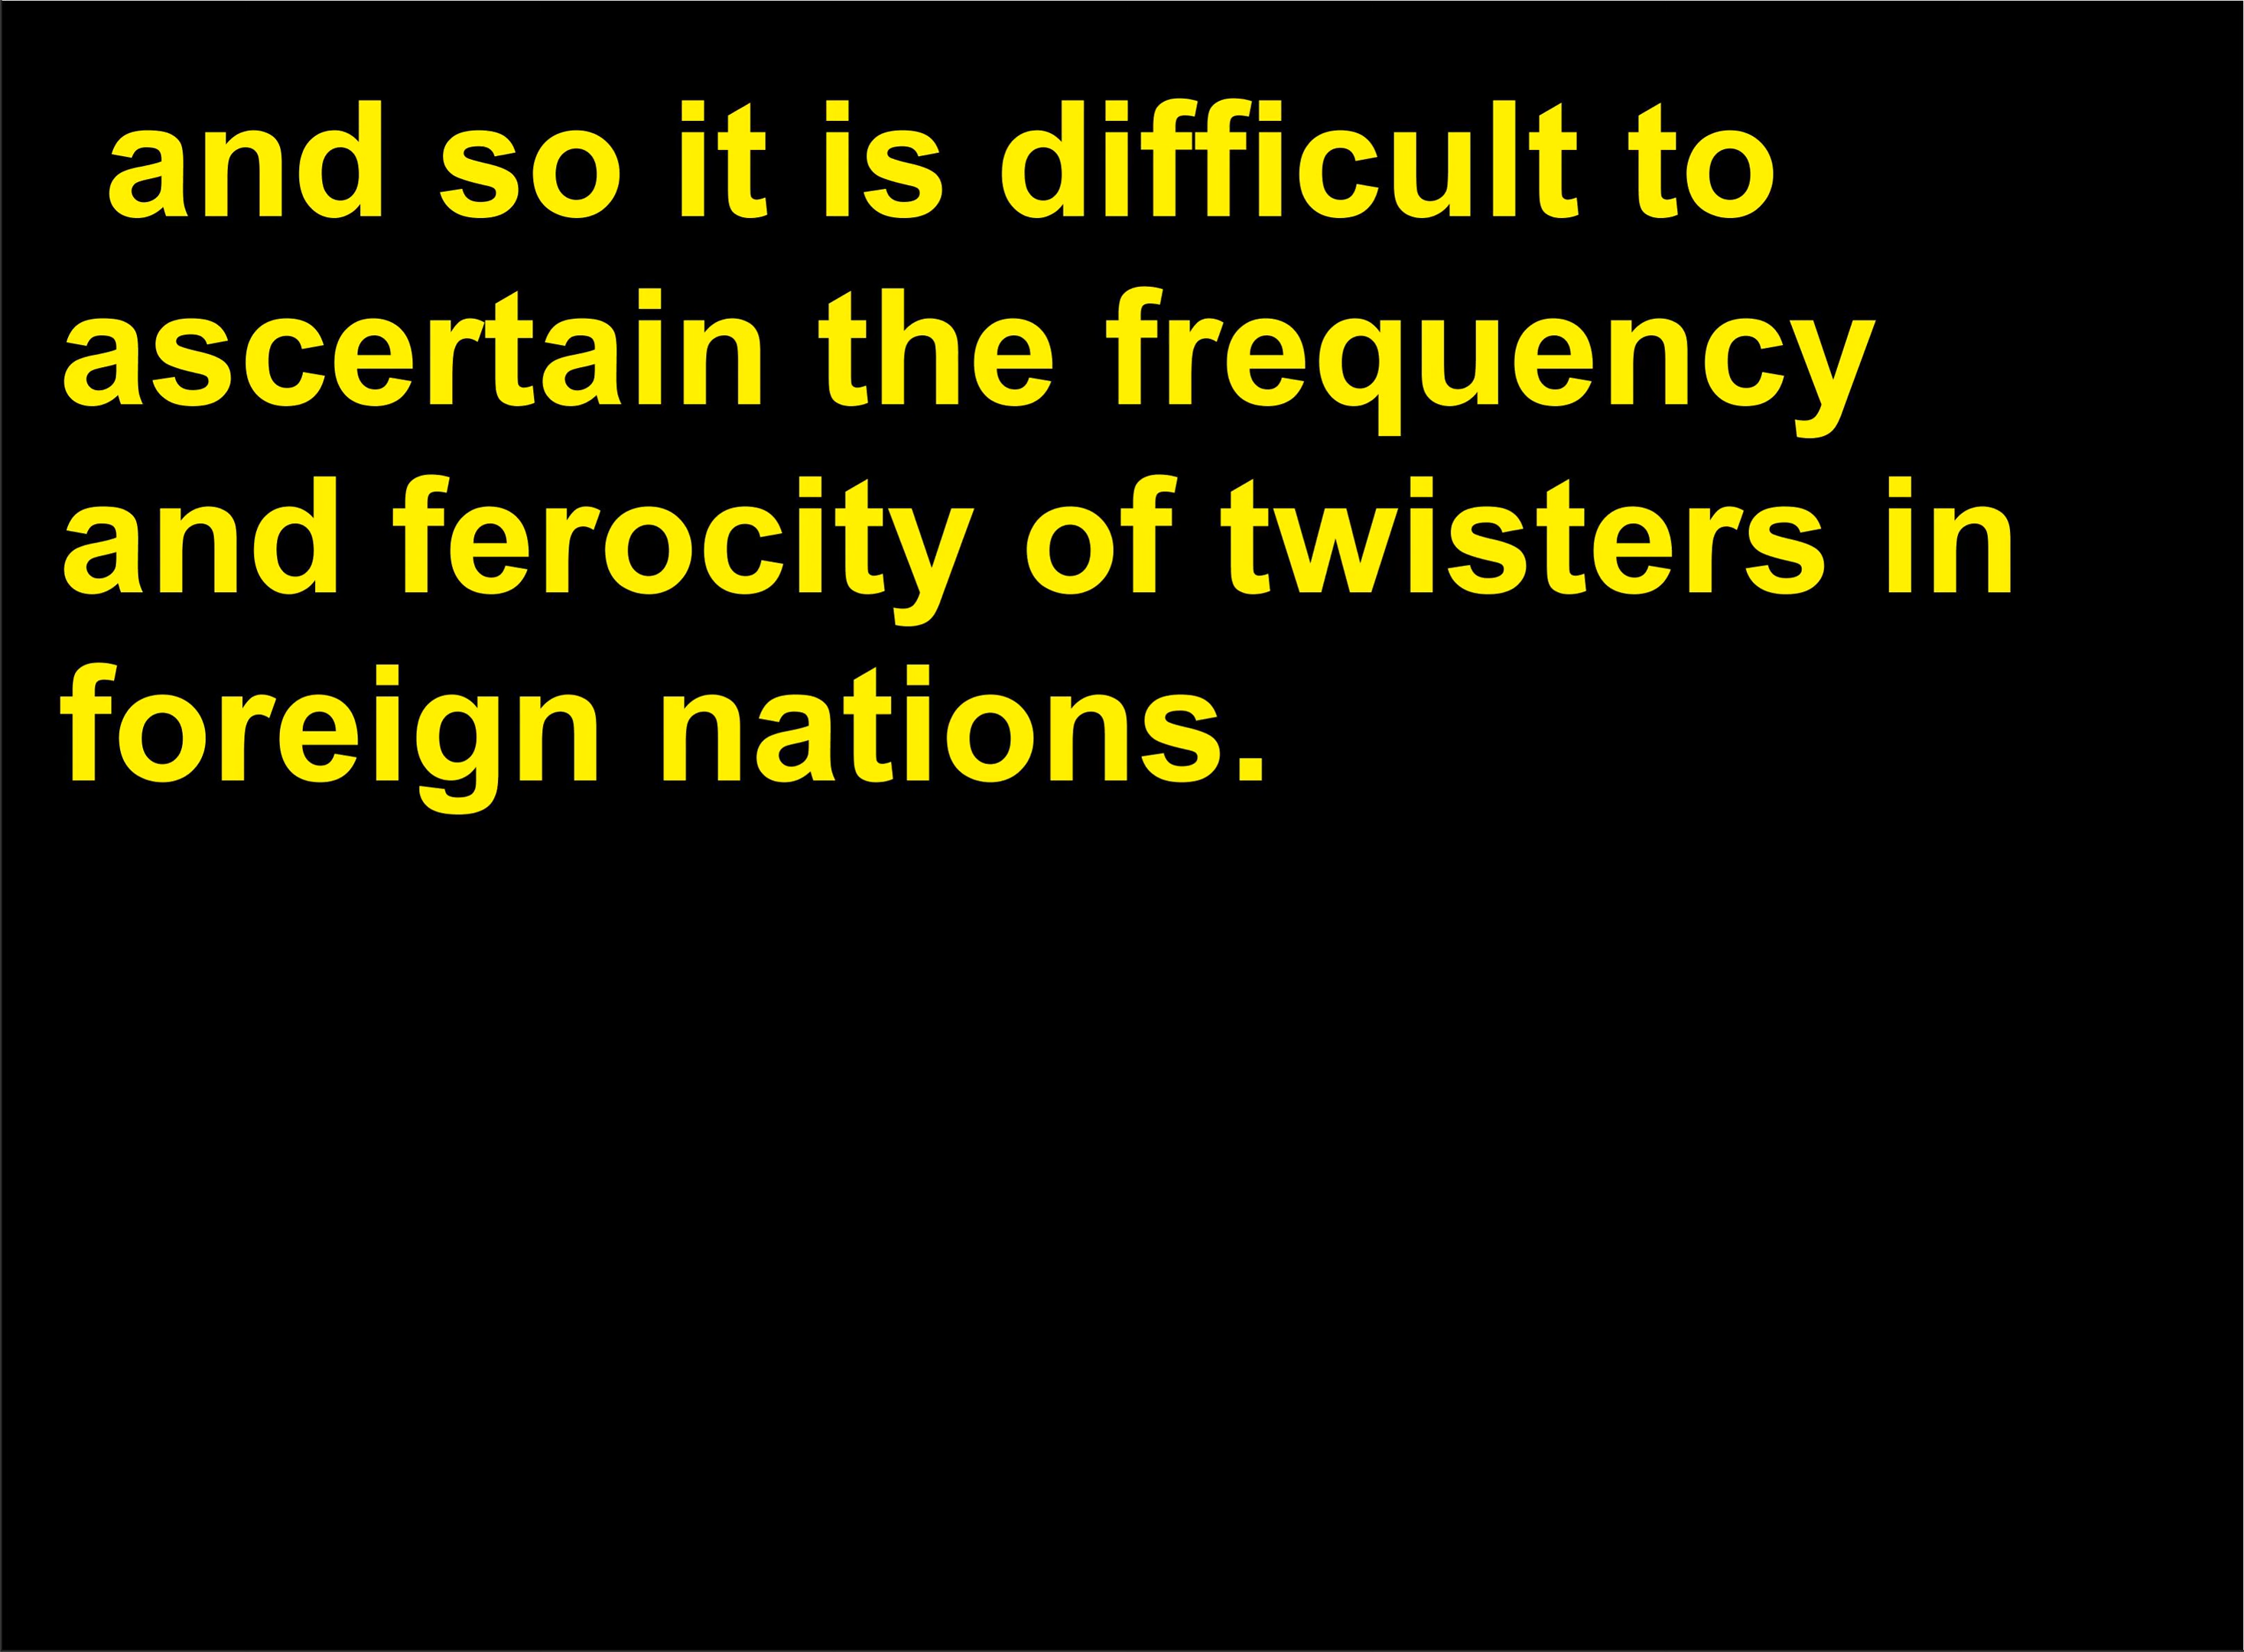 and so it is difficult to
ascertain the frequency
and ferocity of twisters in
foreign nations.